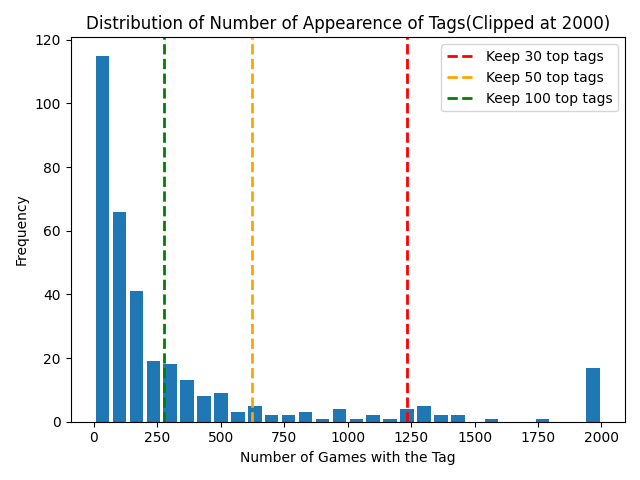 Distribution of Number of Appearence of Tags(Clipped at 2000)
Keep 30 top tags
Keep 50 top tags
Keep 100 top tags
Frequency
120
100
80
60
40
20
0
0 250 500 750 1000 1250 1500 1750 2000
Number of Games with the Tag